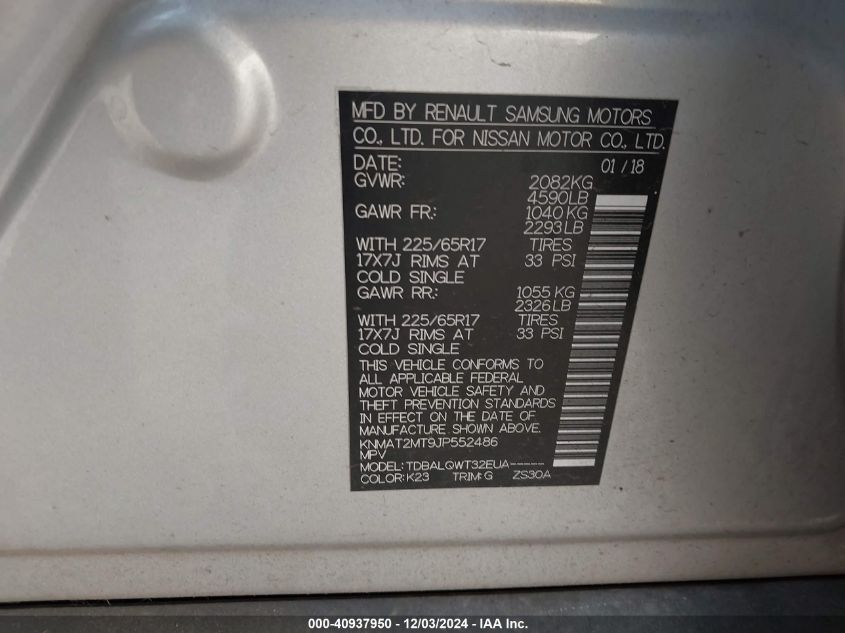 MFD BY RENAULT SAMSUNG MOTORS
CO., LTD. FOR NISSAN MOTOR CO., LTD.
DATE: 01 / 18
GVWR: 2082KG
4590LB
GAWR FR.: 1040 KG
2293 LB
WITH 225/65R17 TIRES
17X7J RIMS AT 33 PSI
COLD SINGLE
GAWR RR.: 1055 KG
2326 LB
WITH 225/65R17 TIRES
17X7J RIMS AT 33 PSI
COLD SINGLE
THIS VEHICLE CONFORMS TO
ALL APPLICABLE FEDERAL
MOTOR VEHICLE SAFETY AND
THEFT PREVENTION STANDARDS
IN EFFECT ON THE DATE OF
MANUFACTURE SHOWN ABOVE.
KNMAT2MT9JP552486
MPV
MODEL: TDBALQWT32EUA------
COLOR: K23 TRIM: G ZS30A
000-40937950 - 12/03/2024 - IAA Inc.